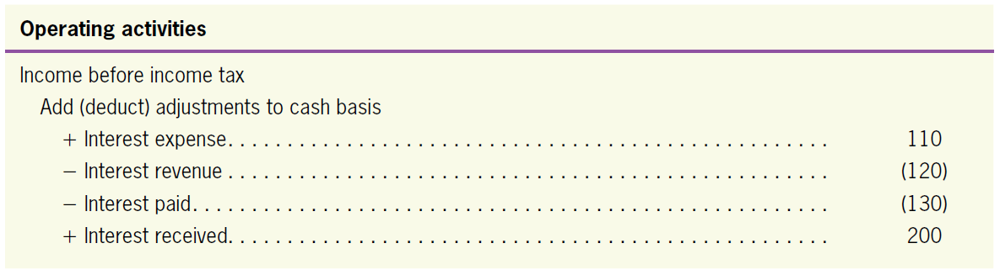 Operating activities
Income before income tax
Add (deduct) adjustments to cash basis
+ Interest expense. . . . . . . . . . . . . . . . . . . . . . . . . . . . . . . . . . . . . . . . . . . . . . . . . . . 110
− Interest revenue . . . . . . . . . . . . . . . . . . . . . . . . . . . . . . . . . . . . . . . . . . . . . . . . . . . (120)
− Interest paid. . . . . . . . . . . . . . . . . . . . . . . . . . . . . . . . . . . . . . . . . . . . . . . . . . . . . . (130)
+ Interest received. . . . . . . . . . . . . . . . . . . . . . . . . . . . . . . . . . . . . . . . . . . . . . . . . . . 200